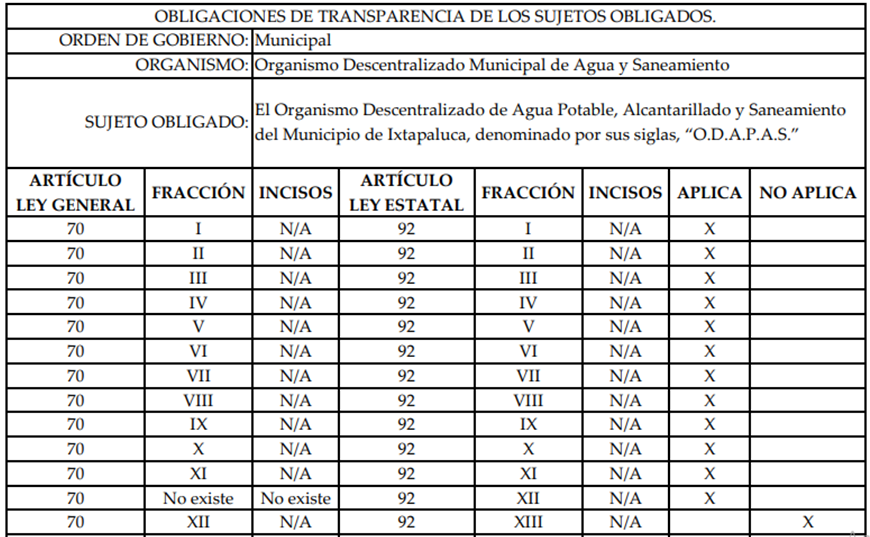 OBLIGACIONES DE TRANSPARENCIA DE LOS SUJETOS OBLIGADOS.
ORDEN DE GOBIERNO: Municipal
ORGANISMO: Organismo Descentralizado Municipal de Agua y Saneamiento
SUJETO OBLIGADO: El Organismo Descentralizado de Agua Potable, Alcantarillado y Saneamiento
del Municipio de Ixtapaluca, denominado por sus siglas, “O.D.A.P.A.S.”
ARTÍCULO LEY GENERAL FRACCIÓN INCISOS ARTÍCULO LEY ESTATAL FRACCIÓN INCISOS APLICA NO APLICA
70 I N/A 92 I N/A X
70 II N/A 92 II N/A X
70 III N/A 92 III N/A X
70 IV N/A 92 IV N/A X
70 V N/A 92 V N/A X
70 VI N/A 92 VI N/A X
70 VII N/A 92 VII N/A X
70 VIII N/A 92 VIII N/A X
70 IX N/A 92 IX N/A X
70 X N/A 92 X N/A X
70 XI N/A 92 XI N/A X
70 No existe No existe 92 XII N/A X
70 XII N/A 92 XIII N/A X